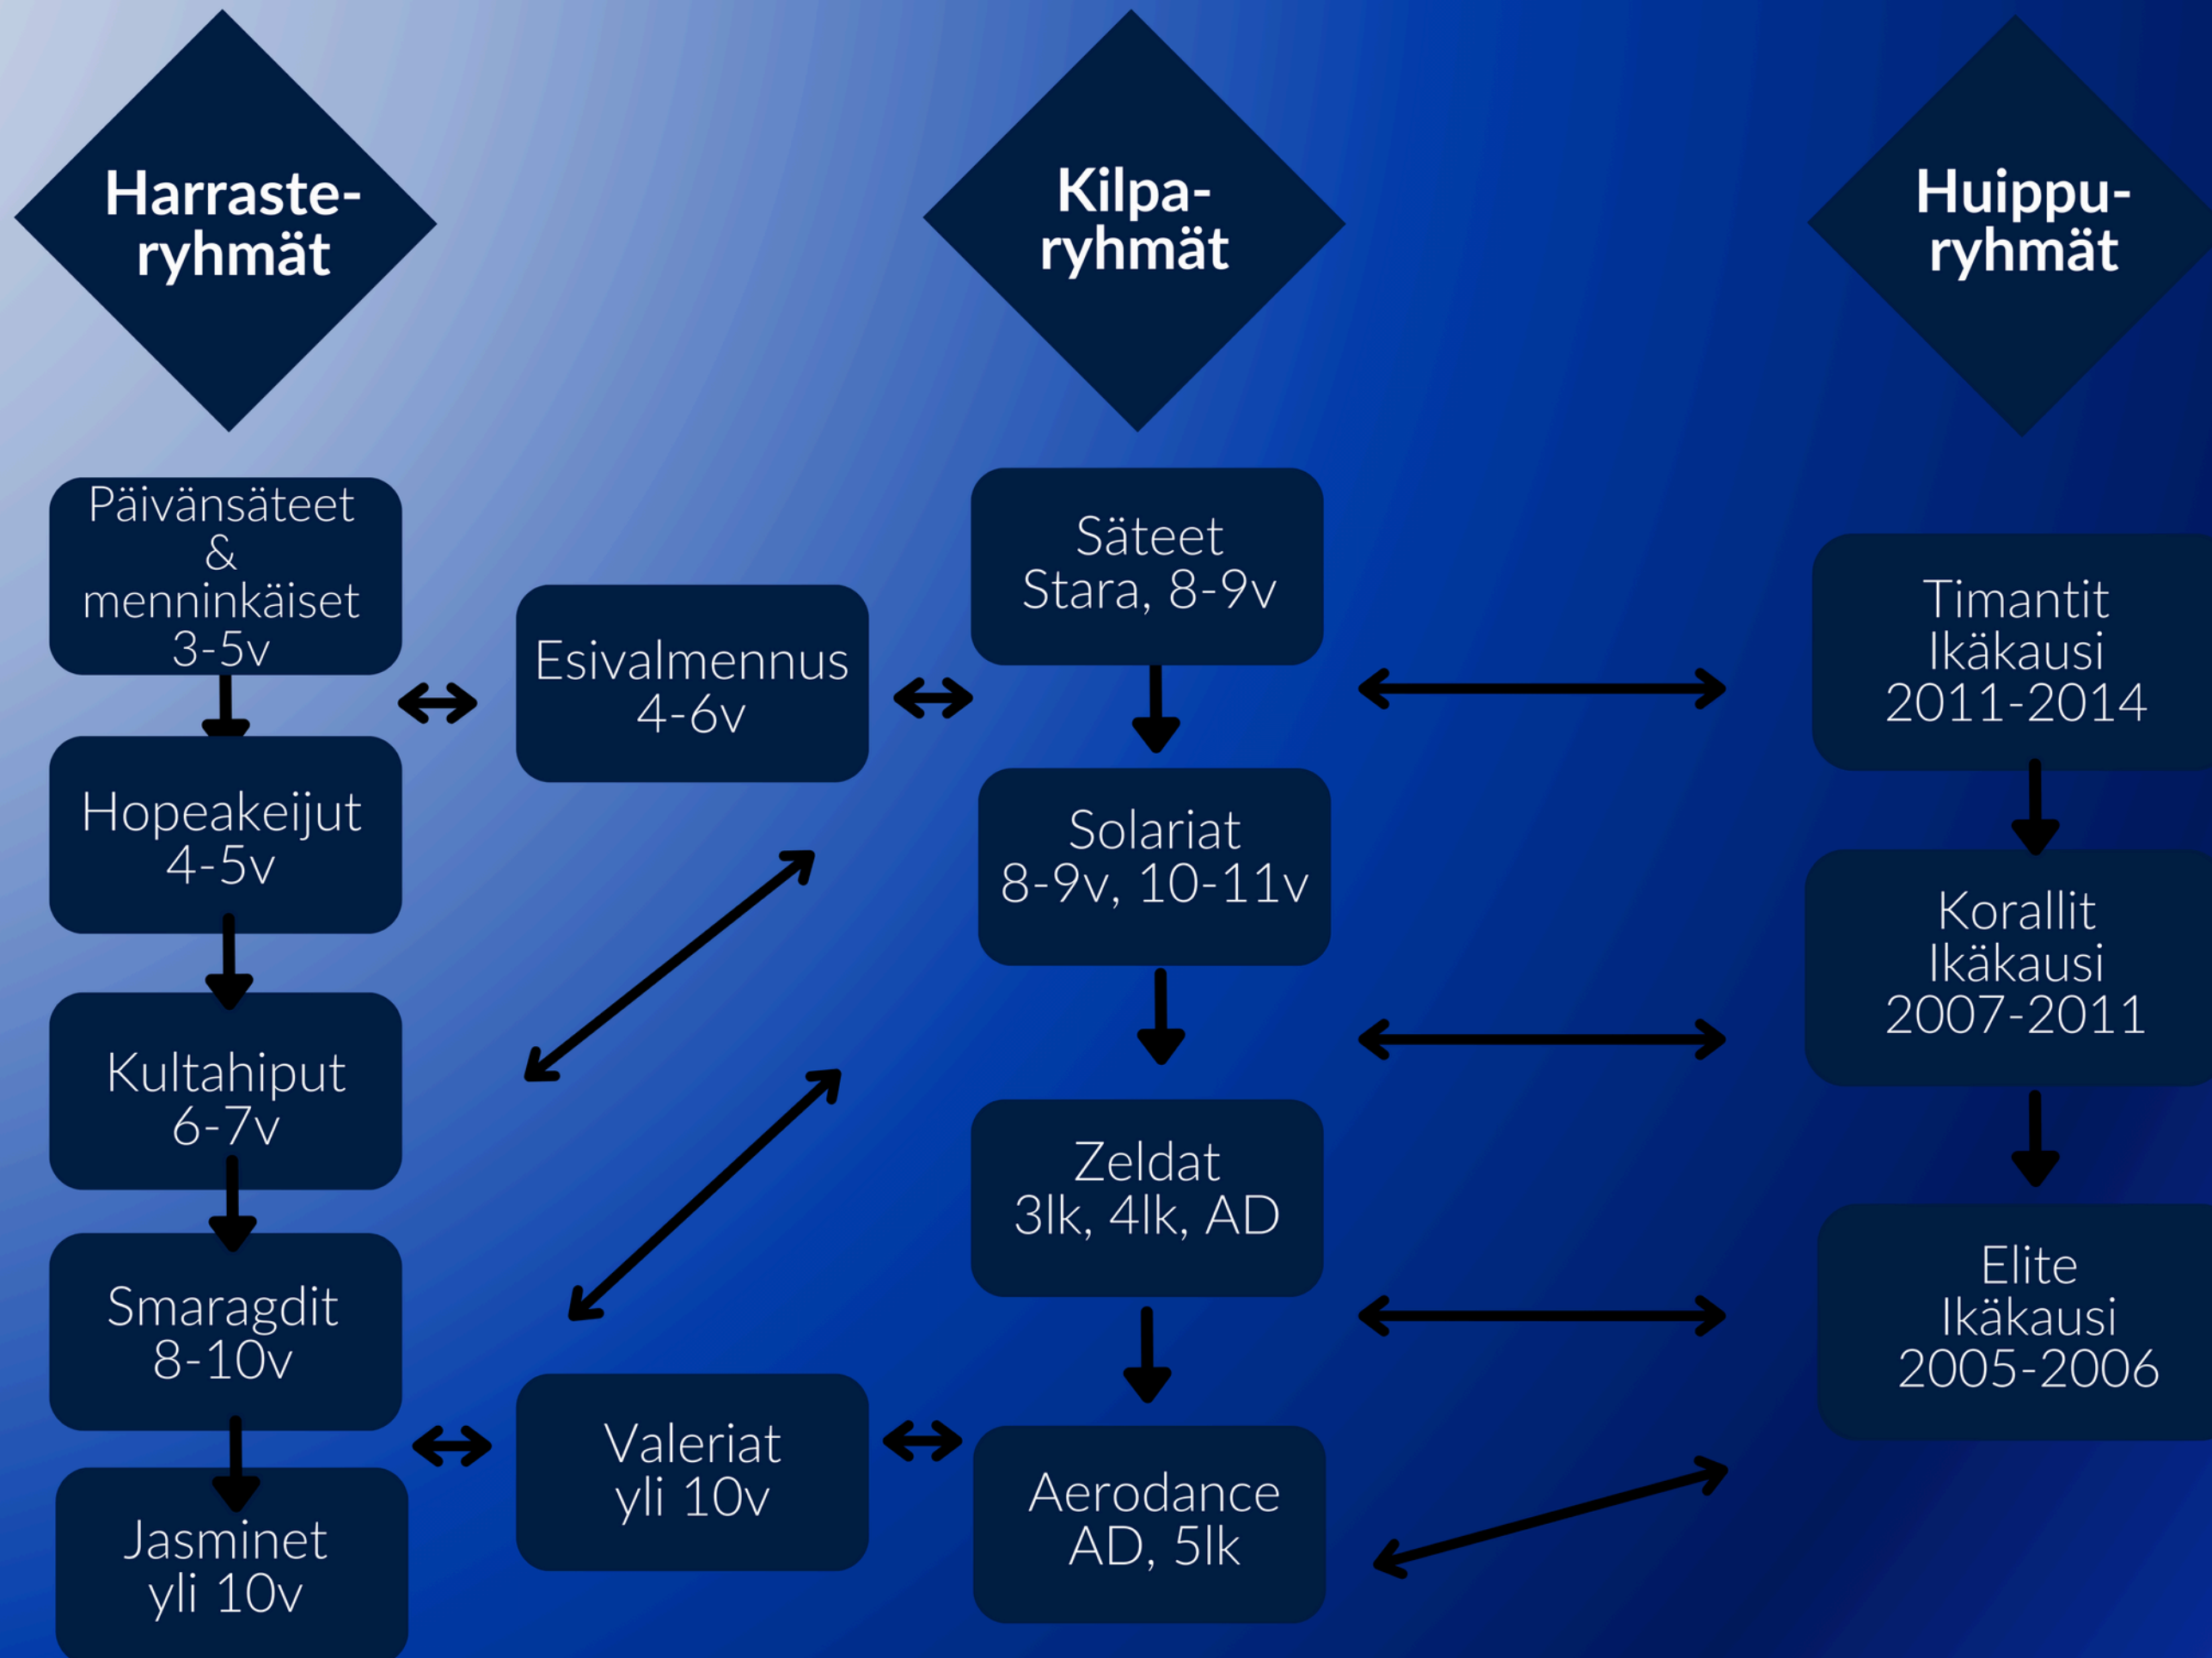 Harraste-
ryhmät
Kilpa-
ryhmät
Huippu-
ryhmät
Päivänsäteet
&
menninkäiset
3-5v
Hopeakeijut
4-5v
Kultahiput
6-7v
Smaragdit
8-10v
Jasminet
yli 10v
Esivalmennus
4-6v
Valeriat
yli 10v
Säteet
Stara, 8-9v
Solariat
8-9v, 10-11v
Zeldat
3lk, 4lk, AD
Aerodance
AD, 5lk
Timantit
Ikäkausi
2011-2014
Korallit
Ikäkausi
2007-2011
Elite
Ikäkausi
2005-2006